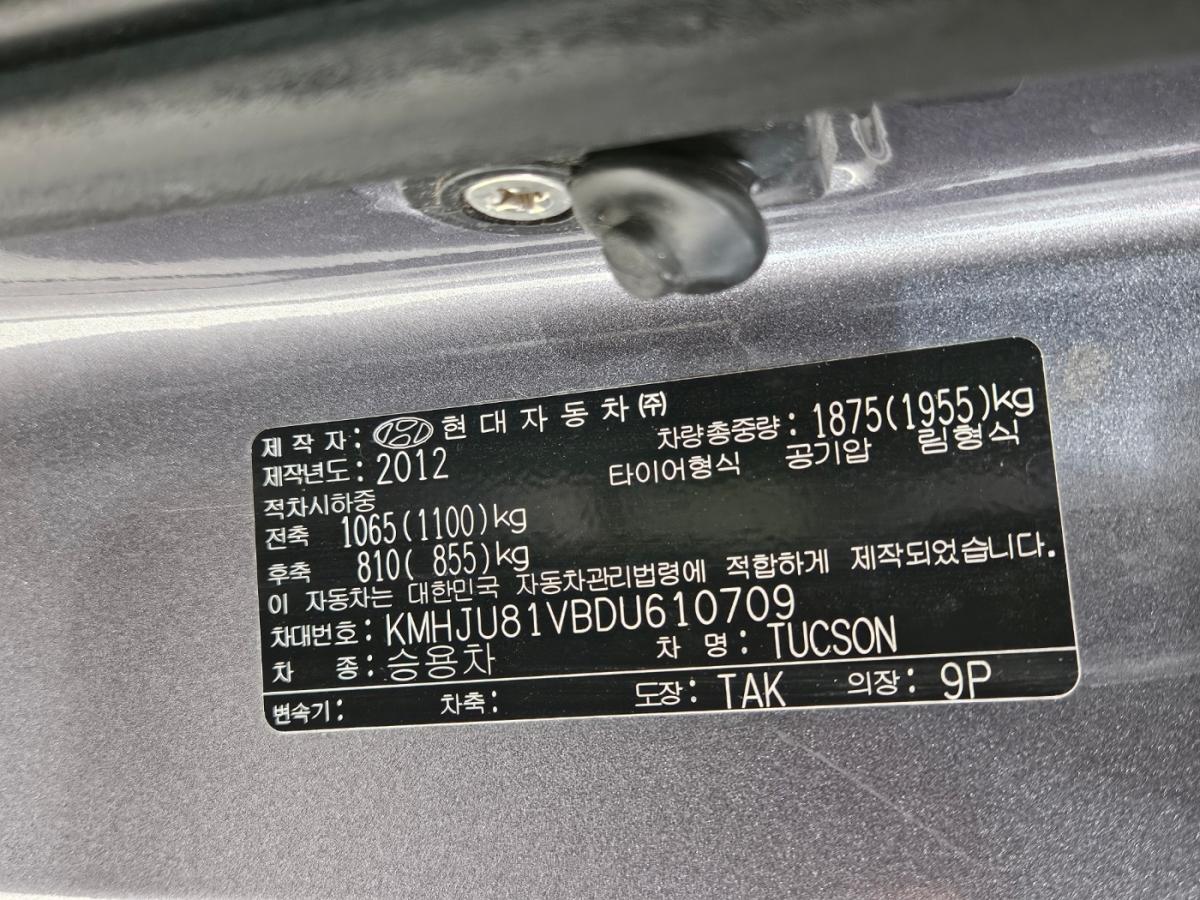 제 작 자: 현 대 자 동 차 ㈜
제작년도: 2012
차량총중량: 1875(1955)kg
타이어형식 공기압 림형식
적차시하중
전축 1065(1100)kg
후축 810( 855)kg
이 자동차는 대한민국 자동차관리법령에 적합하게 제작되었습니다.
차대번호: KMHJU81VBDU610709
차 종: 승용차 차 명: TUCSON
변속기: 차축: 도장: TAK 의장: 9P